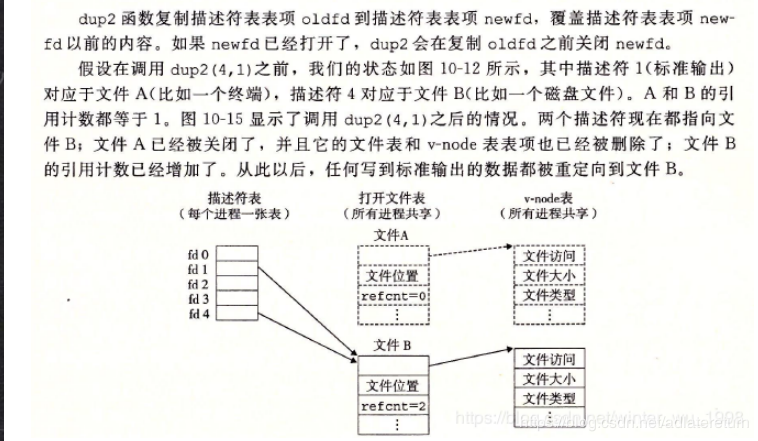 dup2 函数复制描述符表表项 oldfd 到描述符表表项 newfd，覆盖描述符表表项 new-
fd 以前的内容。如果 newfd 已经打开了，dup2 会在复制 oldfd 之前关闭 newfd。
假设在调用 dup2(4,1)之前，我们的状态如图 10-12 所示，其中描述符 1(标准输出)
对应于文件 A(比如一个终端)，描述符 4 对应于文件 B(比如一个磁盘文件)。A 和 B 的引
用计数都等于 1。图 10-15 显示了调用 dup2(4,1)之后的情况。两个描述符现在都指向文
件 B；文件 A 已经被关闭了，并且它的文件表和 v-node 表表项也已经被删除了；文件 B
的引用计数已经增加了。从此以后，任何写到标准输出的数据都被重定向到文件 B。
描述符表
（每个进程一张表）
打开文件表
（所有进程共享）
v-node表
（所有进程共享）
文件A
fd 0
fd 1
fd 2
fd 3
fd 4
文件位置
refcnt=0
⋮
文件访问
文件大小
文件类型
⋮
文件 B
文件位置
refcnt=2
⋮
文件访问
文件大小
文件类型
⋮